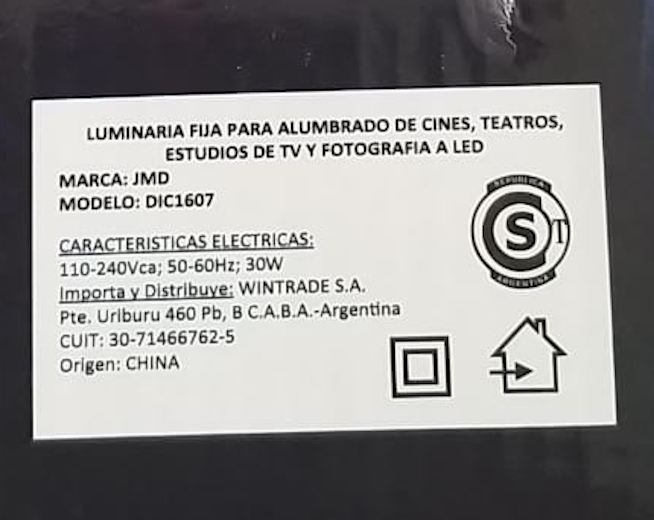 LUMINARIA FIJA PARA ALUMBRADO DE CINES, TEATROS,
ESTUDIOS DE TV Y FOTOGRAFIA A LED
MARCA: JMD
MODELO: DIC1607
CARACTERISTICAS ELECTRICAS:
110-240Vca; 50-60Hz; 30W
Importa y Distribuye: WINTRADE S.A.
Pte. Uriburu 460 Pb, B C.A.B.A.-Argentina
CUIT: 30-71466762-5
Origen: CHINA
REPUBLICA
S T
ARGENTINA